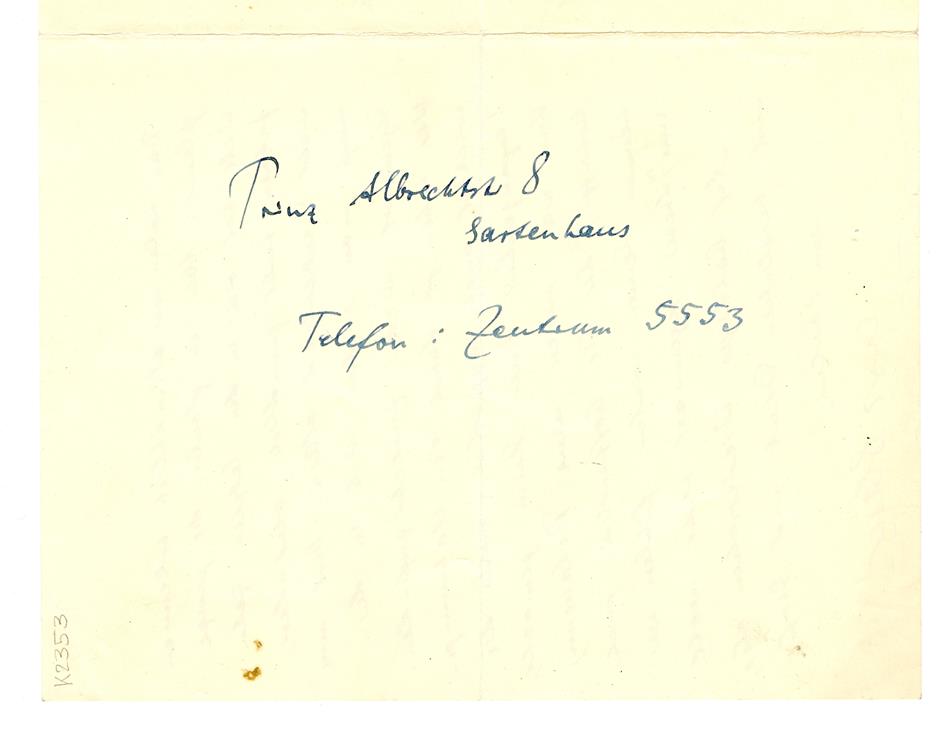 Prinz Albrechtstr 8
Gartenhaus
Telefon : Zentrum 5553
K2353